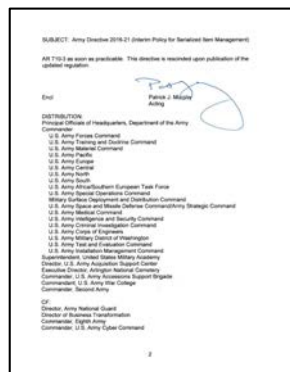 SUBJECT: Army Directive 2016-21 (Interim Policy for Serialized Item Management)
AR 710-3 as soon as practicable. This directive is rescinded upon publication of the
updated regulation.
Encl
Patrick J. Murphy
Acting
DISTRIBUTION:
Principal Officials of Headquarters, Department of the Army
Commander
U.S. Army Forces Command
U.S. Army Training and Doctrine Command
U.S. Army Materiel Command
U.S. Army Pacific
U.S. Army Europe
U.S. Army Central
U.S. Army North
U.S. Army South
U.S. Army Africa/Southern European Task Force
U.S. Army Special Operations Command
Military Surface Deployment and Distribution Command
U.S. Army Space and Missile Defense Command/Army Strategic Command
U.S. Army Medical Command
U.S. Army Intelligence and Security Command
U.S. Army Criminal Investigation Command
U.S. Army Corps of Engineers
U.S. Army Military District of Washington
U.S. Army Test and Evaluation Command
U.S. Army Installation Management Command
Superintendent, United States Military Academy
Director, U.S. Army Acquisition Support Center
Executive Director, Arlington National Cemetery
Commander, U.S. Army Accessions Support Brigade
Commandant, U.S. Army War College
Commander, Second Army
CF:
Director, Army National Guard
Director of Business Transformation
Commander, Eighth Army
Commander, U.S. Army Cyber Command
2